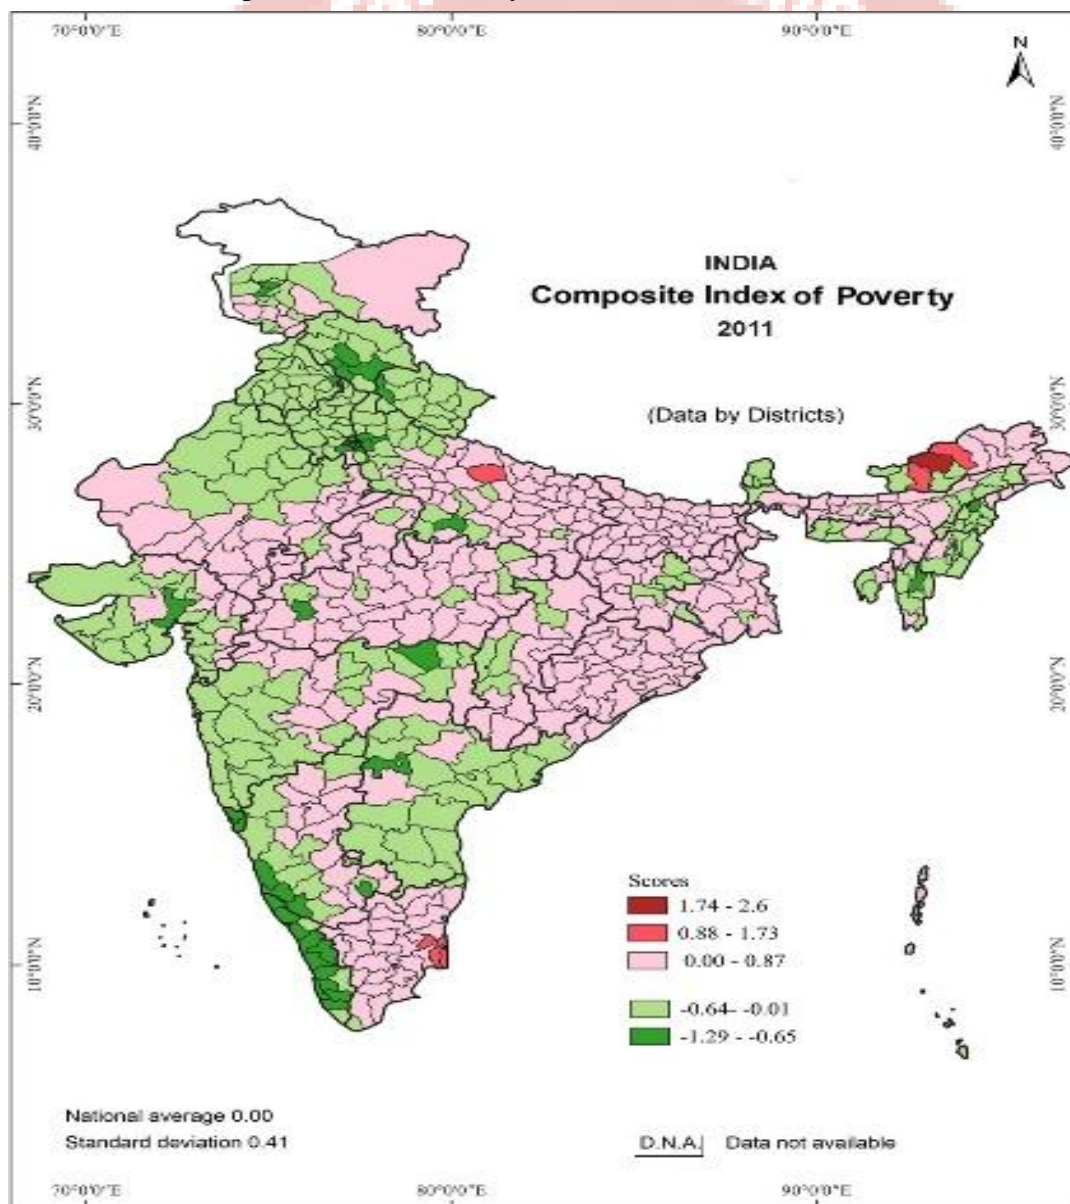 70°0'0"E 80°0'0"E 90°0'0"E
N
40°0'0"N 40°0'0"N
INDIA
Composite Index of Poverty
2011
(Data by Districts)
30°0'0"N 30°0'0"N
20°0'0"N 20°0'0"N
Scores
1.74 - 2.6
0.88 - 1.73
0.00 - 0.87
-0.64- -0.01
-1.29 - -0.65
10°0'0"N 10°0'0"N
National average 0.00
Standard deviation 0.41
D.N.A. Data not available
70°0'0"E 80°0'0"E 90°0'0"E